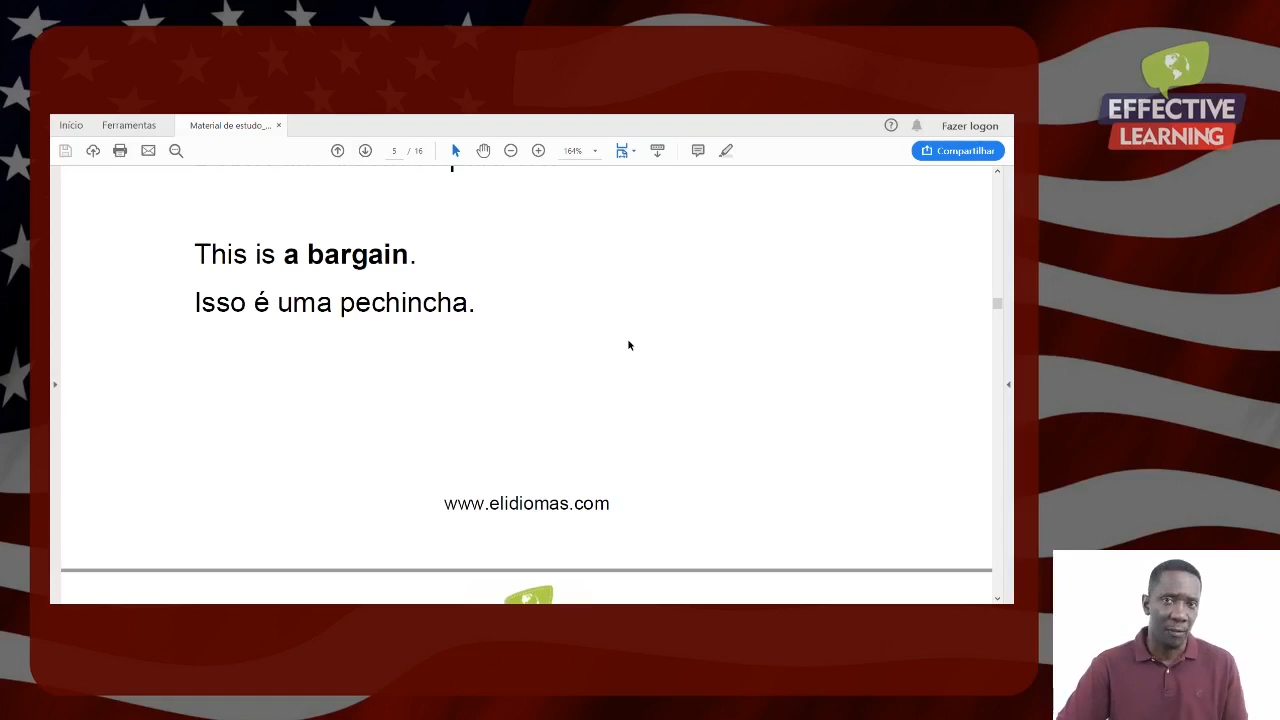 EFFECTIVE
LEARNING
Início Ferramentas Material de estudo_... ×
Fazer logon
5 / 16 164% Compartilhar
This is a bargain.
Isso é uma pechincha.
www.elidiomas.com